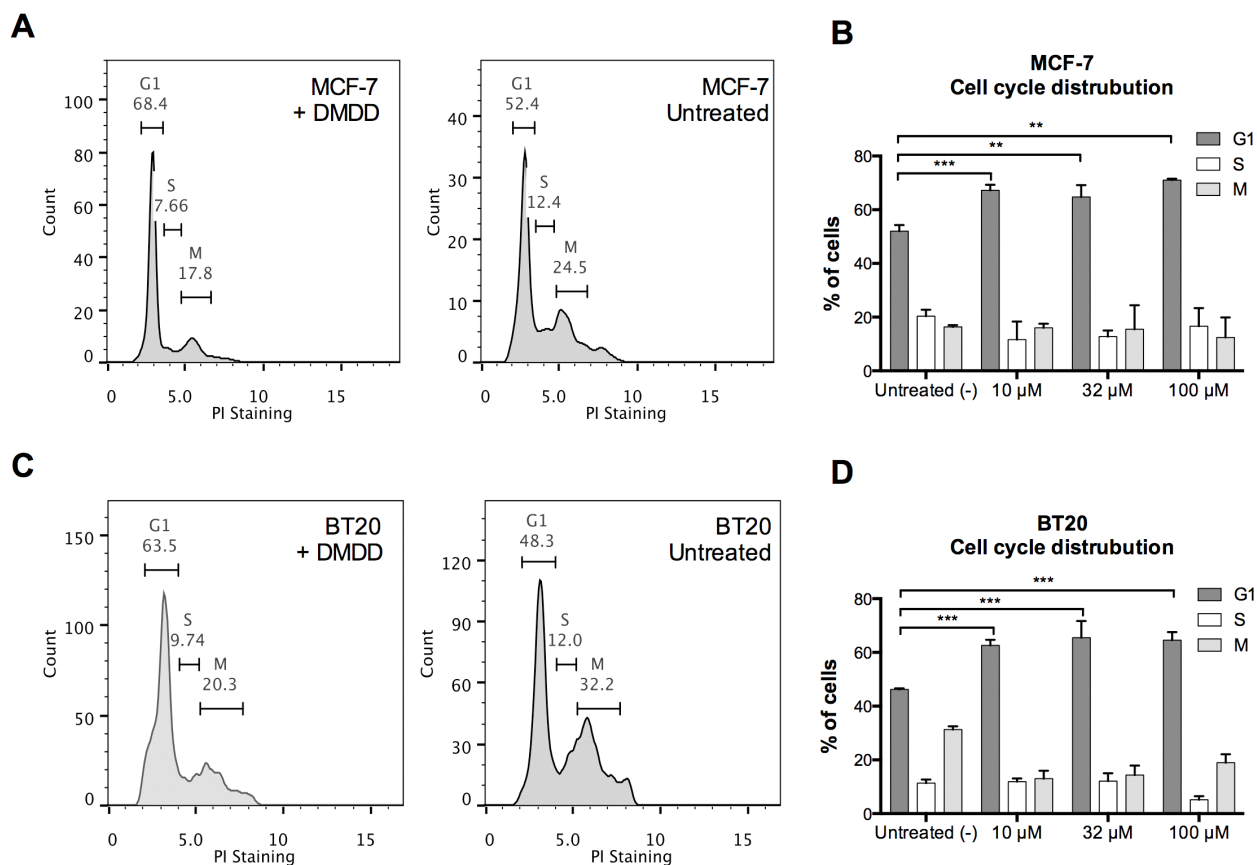 A
MCF-7
+ DMDD
G1
68.4
S
7.66
M
17.8
Count
100
80
60
40
20
0
0
5.0
10
15
PI Staining
MCF-7
Untreated
G1
52.4
S
12.4
M
24.5
Count
40
30
20
10
0
0
5.0
10
15
PI Staining
B
MCF-7
Cell cycle distrubution
**
**
***
G1
S
M
% of cells
80
60
40
20
0
Untreated (-)
10 µM
32 µM
100 µM
C
BT20
+ DMDD
G1
63.5
S
9.74
M
20.3
Count
150
100
50
0
0
5.0
10
15
PI Staining
BT20
Untreated
G1
48.3
S
12.0
M
32.2
Count
120
90
60
30
0
0
5.0
10
15
PI Staining
D
BT20
Cell cycle distrubution
***
***
***
G1
S
M
% of cells
80
60
40
20
0
Untreated (-)
10 µM
32 µM
100 µM